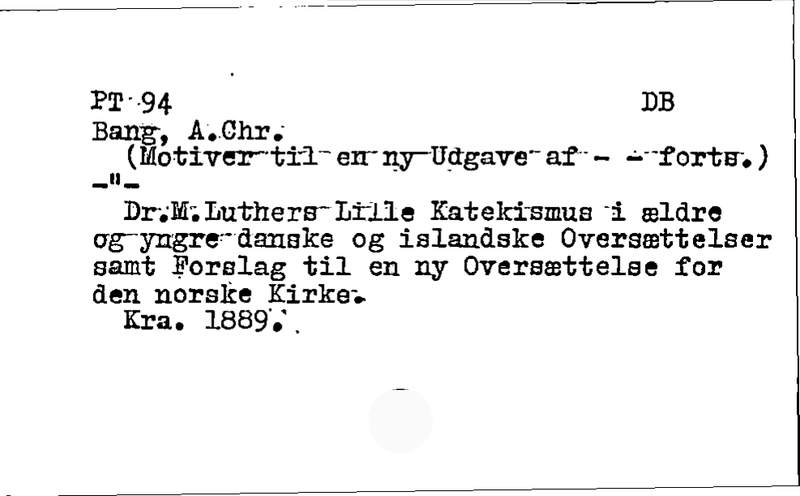 PT 94 DB
Bang, A.Chr.
(Motiver til en ny Udgave af - - forts.)
-"-
Dr.M.Luthers Lille Katekismus i ældre
og yngre danske og islandske Oversættelser
samt Forslag til en ny Oversættelse for
den norske Kirke.
Kra. 1889.